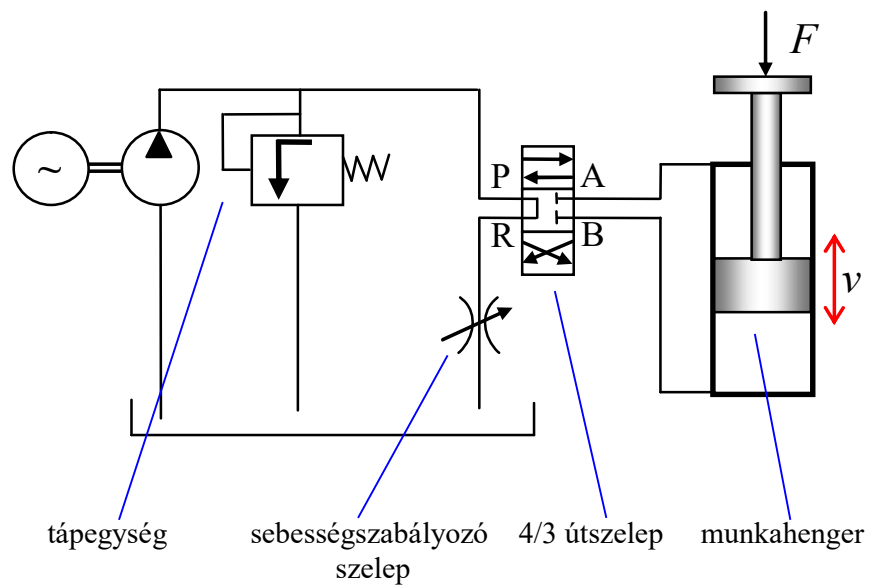 F
P A
R B
v
~
tápegység
sebességszabályozó
szelep
4/3 útszelep
munkahenger